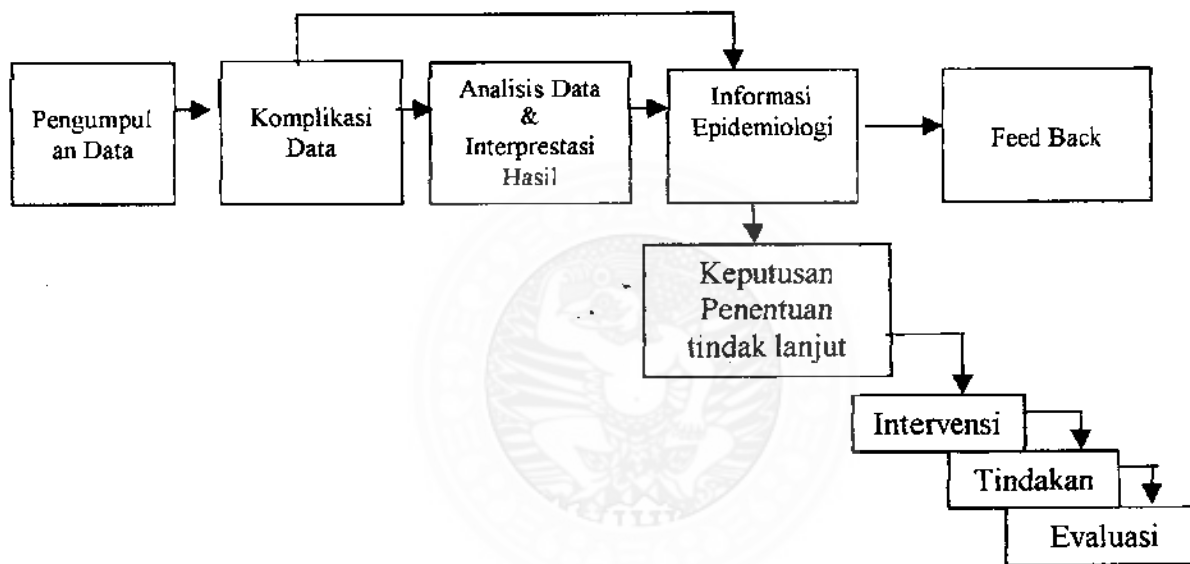 Pengumpul
an Data
Komplikasi
Data
Analisis Data
&
Interprestasi
Hasil
Informasi
Epidemiologi
Feed Back
Keputusan
Penentuan
tindak lanjut
Intervensi
Tindakan
Evaluasi